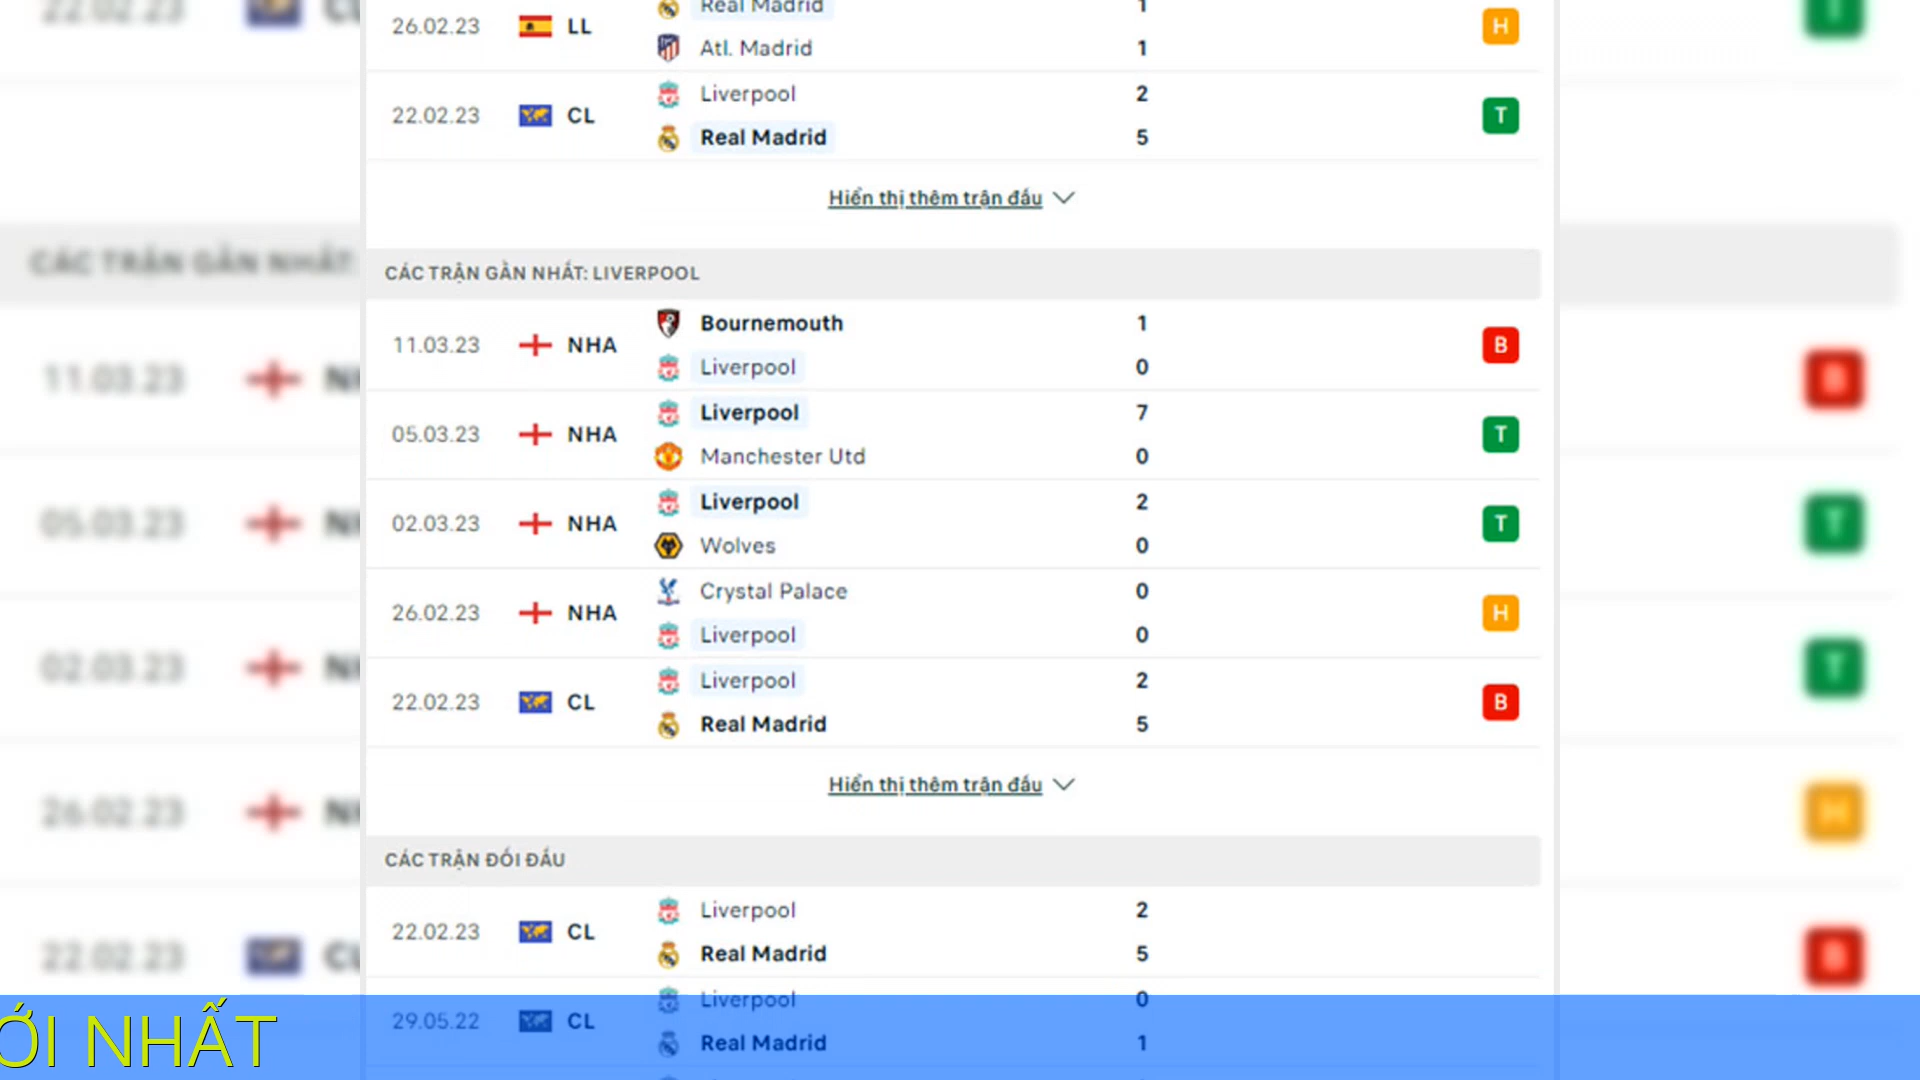 Real Madrid 1
26.02.23 LL H
Atl. Madrid 1
Liverpool 2
22.02.23 CL T
Real Madrid 5
Hiển thị thêm trận đấu
CÁC TRẬN GẦN NHẤT: LIVERPOOL
Bournemouth 1
11.03.23 NHA B
Liverpool 0
Liverpool 7
05.03.23 NHA T
Manchester Utd 0
Liverpool 2
02.03.23 NHA T
Wolves 0
Crystal Palace 0
26.02.23 NHA H
Liverpool 0
Liverpool 2
22.02.23 CL B
Real Madrid 5
Hiển thị thêm trận đấu
CÁC TRẬN ĐỐI ĐẦU
Liverpool 2
22.02.23 CL
Real Madrid 5
Liverpool 0
29.05.22 CL
Real Madrid 1
ỚI NHẤT